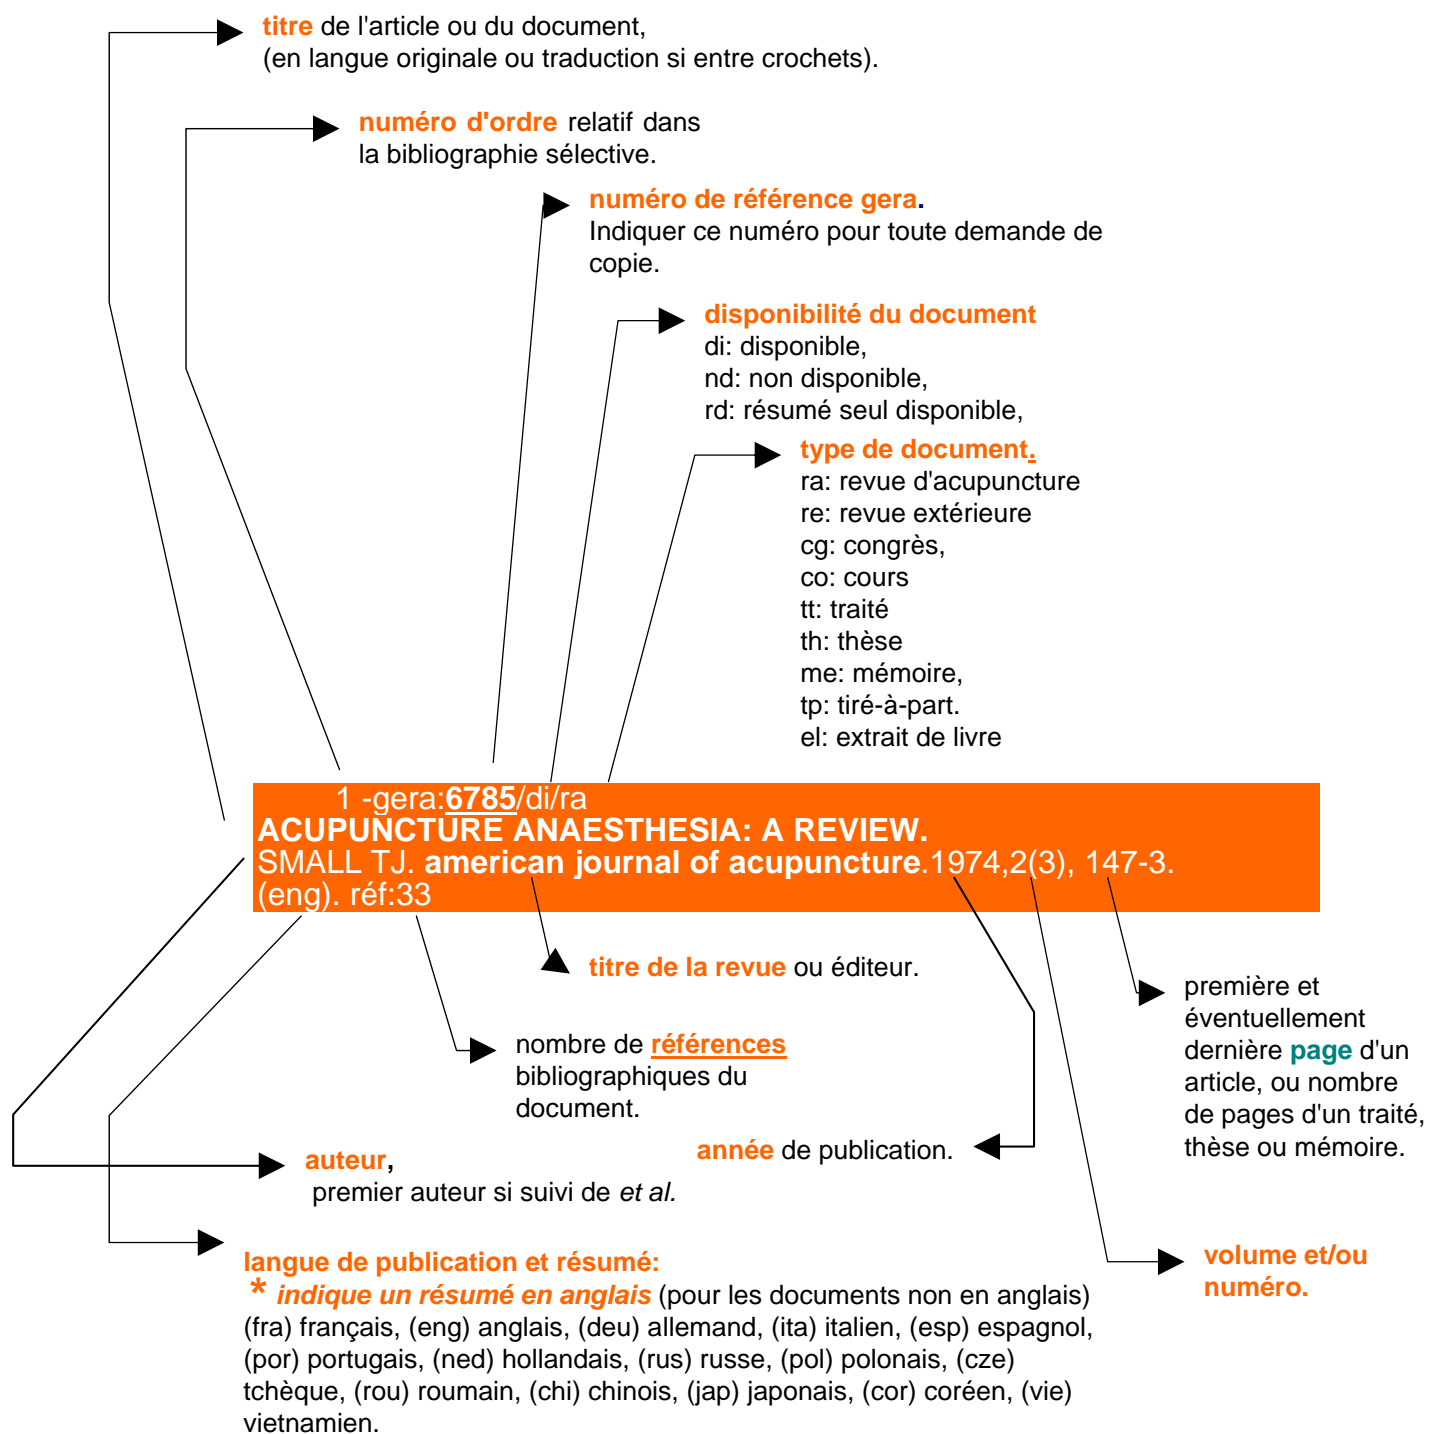 titre de l'article ou du document,
(en langue originale ou traduction si entre crochets).
numéro d'ordre relatif dans
la bibliographie sélective.
numéro de référence gera.
Indiquer ce numéro pour toute demande de
copie.
disponibilité du document
di: disponible,
nd: non disponible,
rd: résumé seul disponible,
type de document.
ra: revue d'acupuncture
re: revue extérieure
cg: congrès,
co: cours
tt: traité
th: thèse
me: mémoire,
tp: tiré-à-part.
el: extrait de livre
1 -gera:6785/di/ra
ACUPUNCTURE ANAESTHESIA: A REVIEW.
SMALL TJ. american journal of acupuncture.1974,2(3), 147-3.
(eng). réf:33
titre de la revue ou éditeur.
première et
éventuellement
dernière page d'un
article, ou nombre
de pages d'un traité,
thèse ou mémoire.
nombre de références
bibliographiques du
document.
année de publication.
auteur,
premier auteur si suivi de et al.
volume et/ou
numéro.
langue de publication et résumé:
* indique un résumé en anglais (pour les documents non en anglais)
(fra) français, (eng) anglais, (deu) allemand, (ita) italien, (esp) espagnol,
(por) portugais, (ned) hollandais, (rus) russe, (pol) polonais, (cze)
tchèque, (rou) roumain, (chi) chinois, (jap) japonais, (cor) coréen, (vie)
vietnamien.